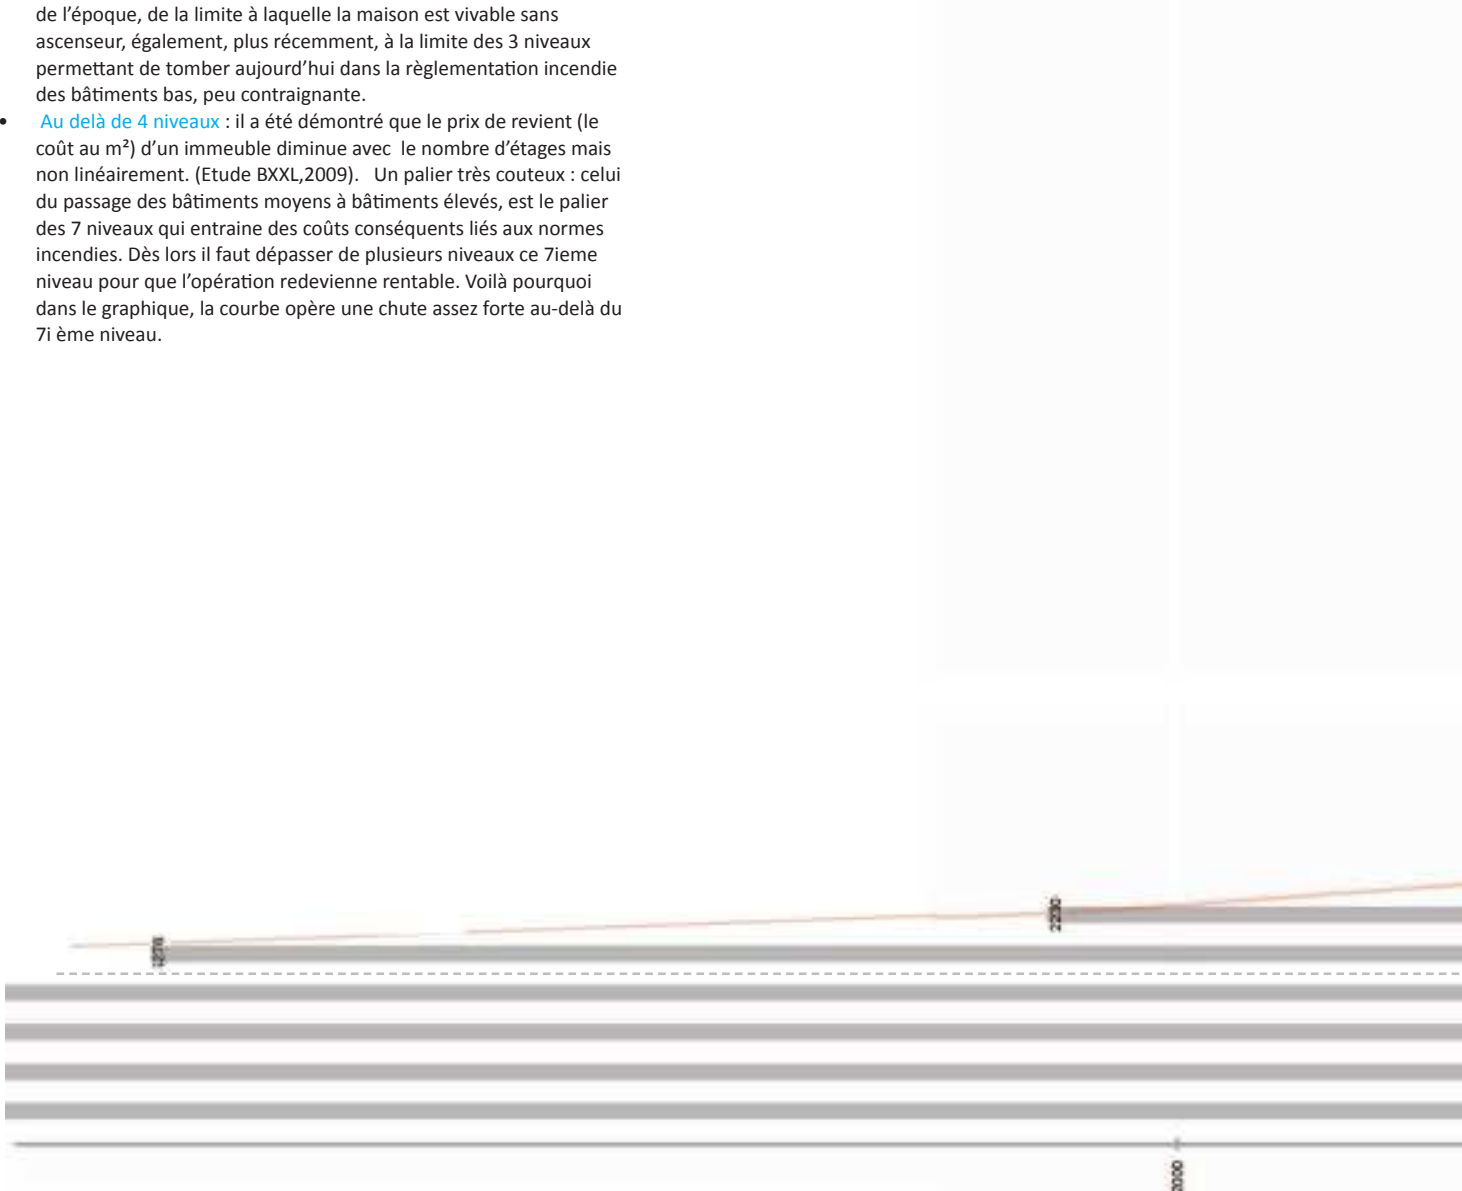 de l’époque, de la limite à laquelle la maison est vivable sans
ascenseur, également, plus récemment, à la limite des 3 niveaux
permettant de tomber aujourd’hui dans la règlementation incendie
des bâtiments bas, peu contraignante.
• Au delà de 4 niveaux : il a été démontré que le prix de revient (le
coût au m²) d’un immeuble diminue avec le nombre d’étages mais
non linéairement. (Etude BXXL,2009). Un palier très couteux : celui
du passage des bâtiments moyens à bâtiments élevés, est le palier
des 7 niveaux qui entraine des coûts conséquents liés aux normes
incendies. Dès lors il faut dépasser de plusieurs niveaux ce 7ieme
niveau pour que l’opération redevienne rentable. Voilà pourquoi
dans le graphique, la courbe opère une chute assez forte au-delà du
7i ème niveau.